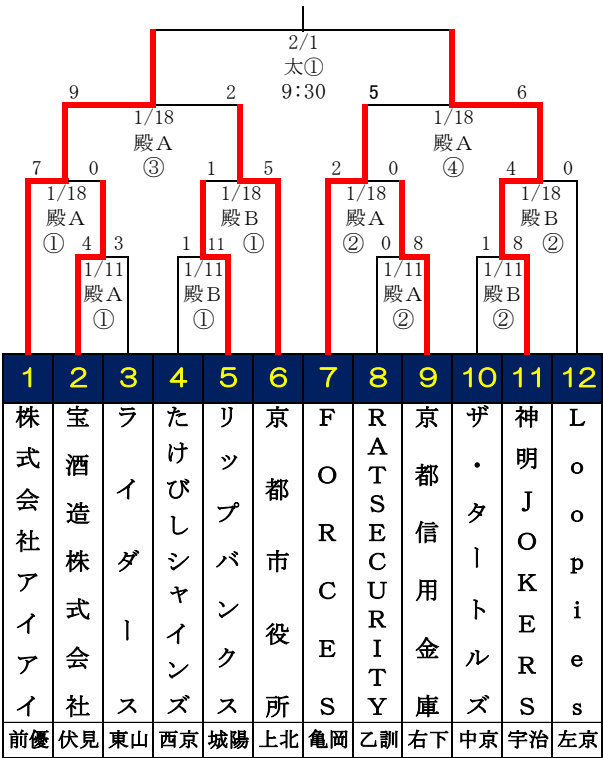 2/1
太①
9:30
9 2 5 6
1/18 1/18
殿A 殿A
③ ④
7 0 1 5 2 0 4 0
1/18 1/18 1/18 1/18
殿A 殿B 殿A 殿B
① ① ② ②
4 3 1 11 0 8 1 8
1/11 1/11 1/11 1/11
殿A 殿B 殿A 殿B
① ① ② ②
1 2 3 4 5 6 7 8 9 10 11 12
株式会社アイアイ
宝酒造株式会社
ライダース
たけびしシャインズ
リップバンクス
京都市役所
FORCES
RATSECURITY
京都信用金庫
ザ・タートルズ
神明JOKERS
Loopies
前優 伏見 東山 西京 城陽 上北 亀岡 乙訓 右下 中京 宇治 左京